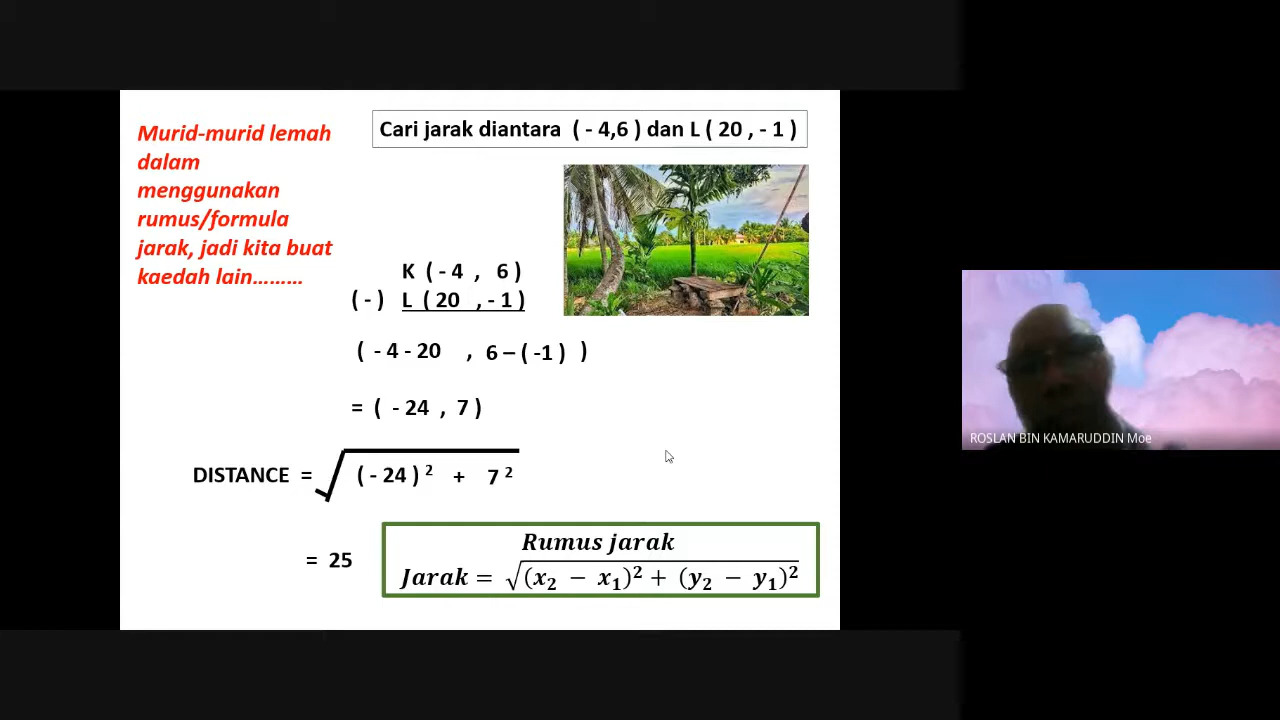 Murid-murid lemah
dalam
menggunakan
rumus/formula
jarak, jadi kita buat
kaedah lain………
Cari jarak diantara ( - 4,6 ) dan L ( 20 , - 1 )
K ( - 4 , 6 )
( - ) L ( 20 , - 1 )
( - 4 - 20 , 6 – ( -1 ) )
= ( - 24 , 7 )
DISTANCE = √ ( - 24 ) ² + 7 ²
= 25
Rumus jarak
Jarak = √(x₂ − x₁)² + (y₂ − y₁)²
ROSLAN BIN KAMARUDDIN Moe